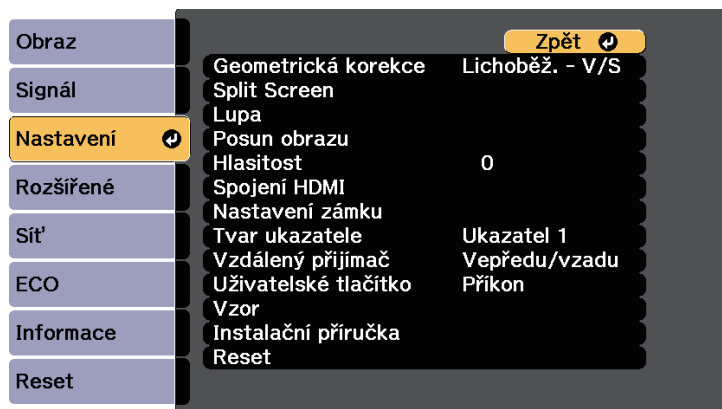 Obraz
Signál
Nastavení
Rozšířené
Síť
ECO
Informace
Reset
Zpět
Geometrická korekce Lichoběž. - V/S
Split Screen
Lupa
Posun obrazu
Hlasitost 0
Spojení HDMI
Nastavení zámku
Tvar ukazatele Ukazatel 1
Vzdálený přijímač Vepředu/vzadu
Uživatelské tlačítko Příkon
Vzor
Instalační příručka
Reset